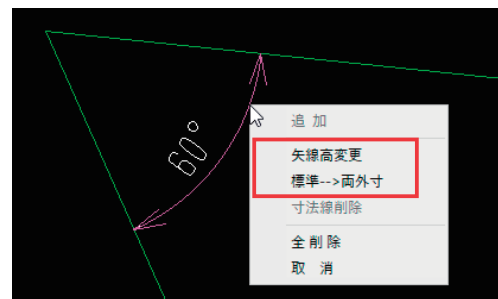 60°
追 加
矢線高変更
標準-->両外寸
寸法線削除
全 削 除
取 消